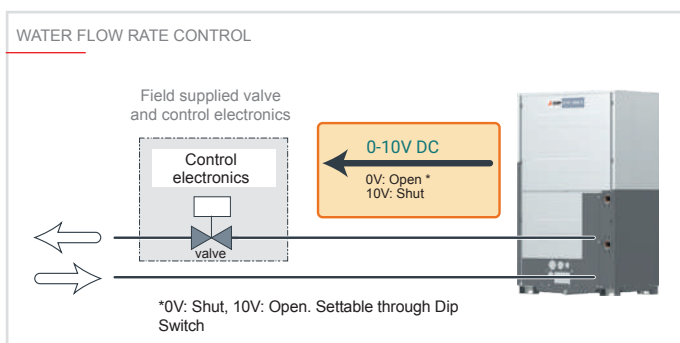 WATER FLOW RATE CONTROL
Field supplied valve
and control electronics
Control
electronics
valve
0-10V DC
0V: Open *
10V: Shut
*0V: Shut, 10V: Open. Settable through Dip
Switch